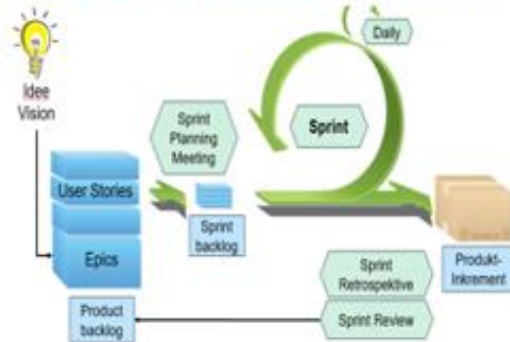 Idee
Vision
User Stories
Epics
Product
backlog
Sprint
Planning
Meeting
Sprint
backlog
Daily
Sprint
Produkt-
Inkrement
Sprint
Retrospektive
Sprint Review